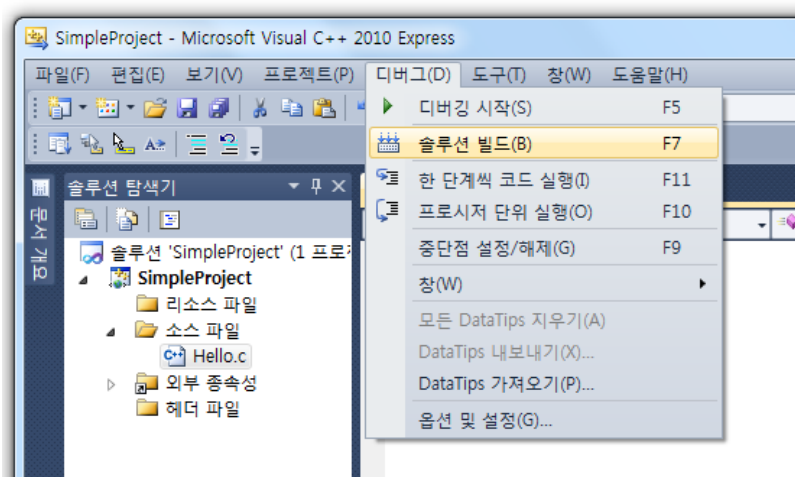 SimpleProject - Microsoft Visual C++ 2010 Express
파일(F) 편집(E) 보기(V) 프로젝트(P) 디버그(D) 도구(T) 창(W) 도움말(H)
디버깅 시작(S) F5
솔루션 빌드(B) F7
한 단계씩 코드 실행(I) F11
프로시저 단위 실행(O) F10
중단점 설정/해제(G) F9
창(W)
모든 DataTips 지우기(A)
DataTips 내보내기(X)...
DataTips 가져오기(P)...
옵션 및 설정(G)...
문서 개요
솔루션 탐색기
솔루션 'SimpleProject' (1 프로
SimpleProject
리소스 파일
소스 파일
Hello.c
외부 종속성
헤더 파일